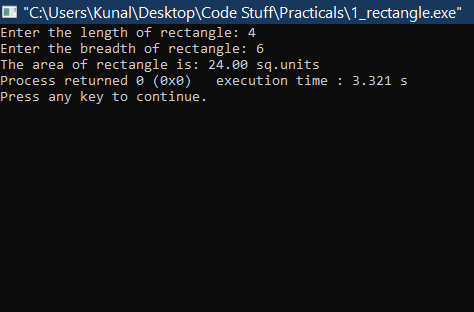 "C:\Users\Kunal\Desktop\Code Stuff\Practicals\1_rectangle.exe"
Enter the length of rectangle: 4
Enter the breadth of rectangle: 6
The area of rectangle is: 24.00 sq.units
Process returned 0 (0x0)   execution time : 3.321 s
Press any key to continue.